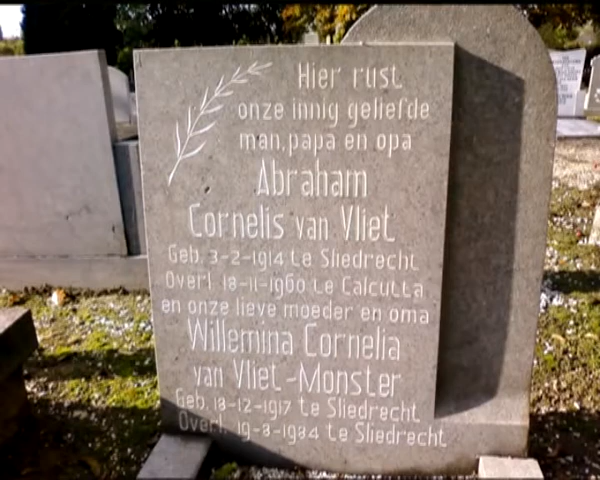 Hier rust
onze innig geliefde
man, papa en opa
Abraham
Cornelis van Vliet
Geb. 3-2-1914 te Sliedrecht
Overl. 18-11-1960 te Calcutta
en onze lieve moeder en oma
Willemina Cornelia
van Vliet-Monster
Geb. 18-12-1917 te Sliedrecht
Overl. 19-8-1984 te Sliedrecht